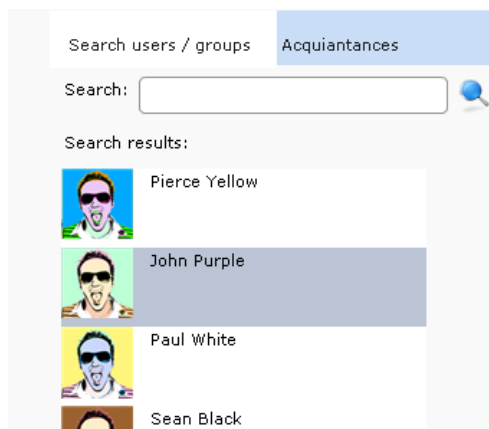 Search users / groups
Acquiantances
Search:
Search results:
Pierce Yellow
John Purple
Paul White
Sean Black